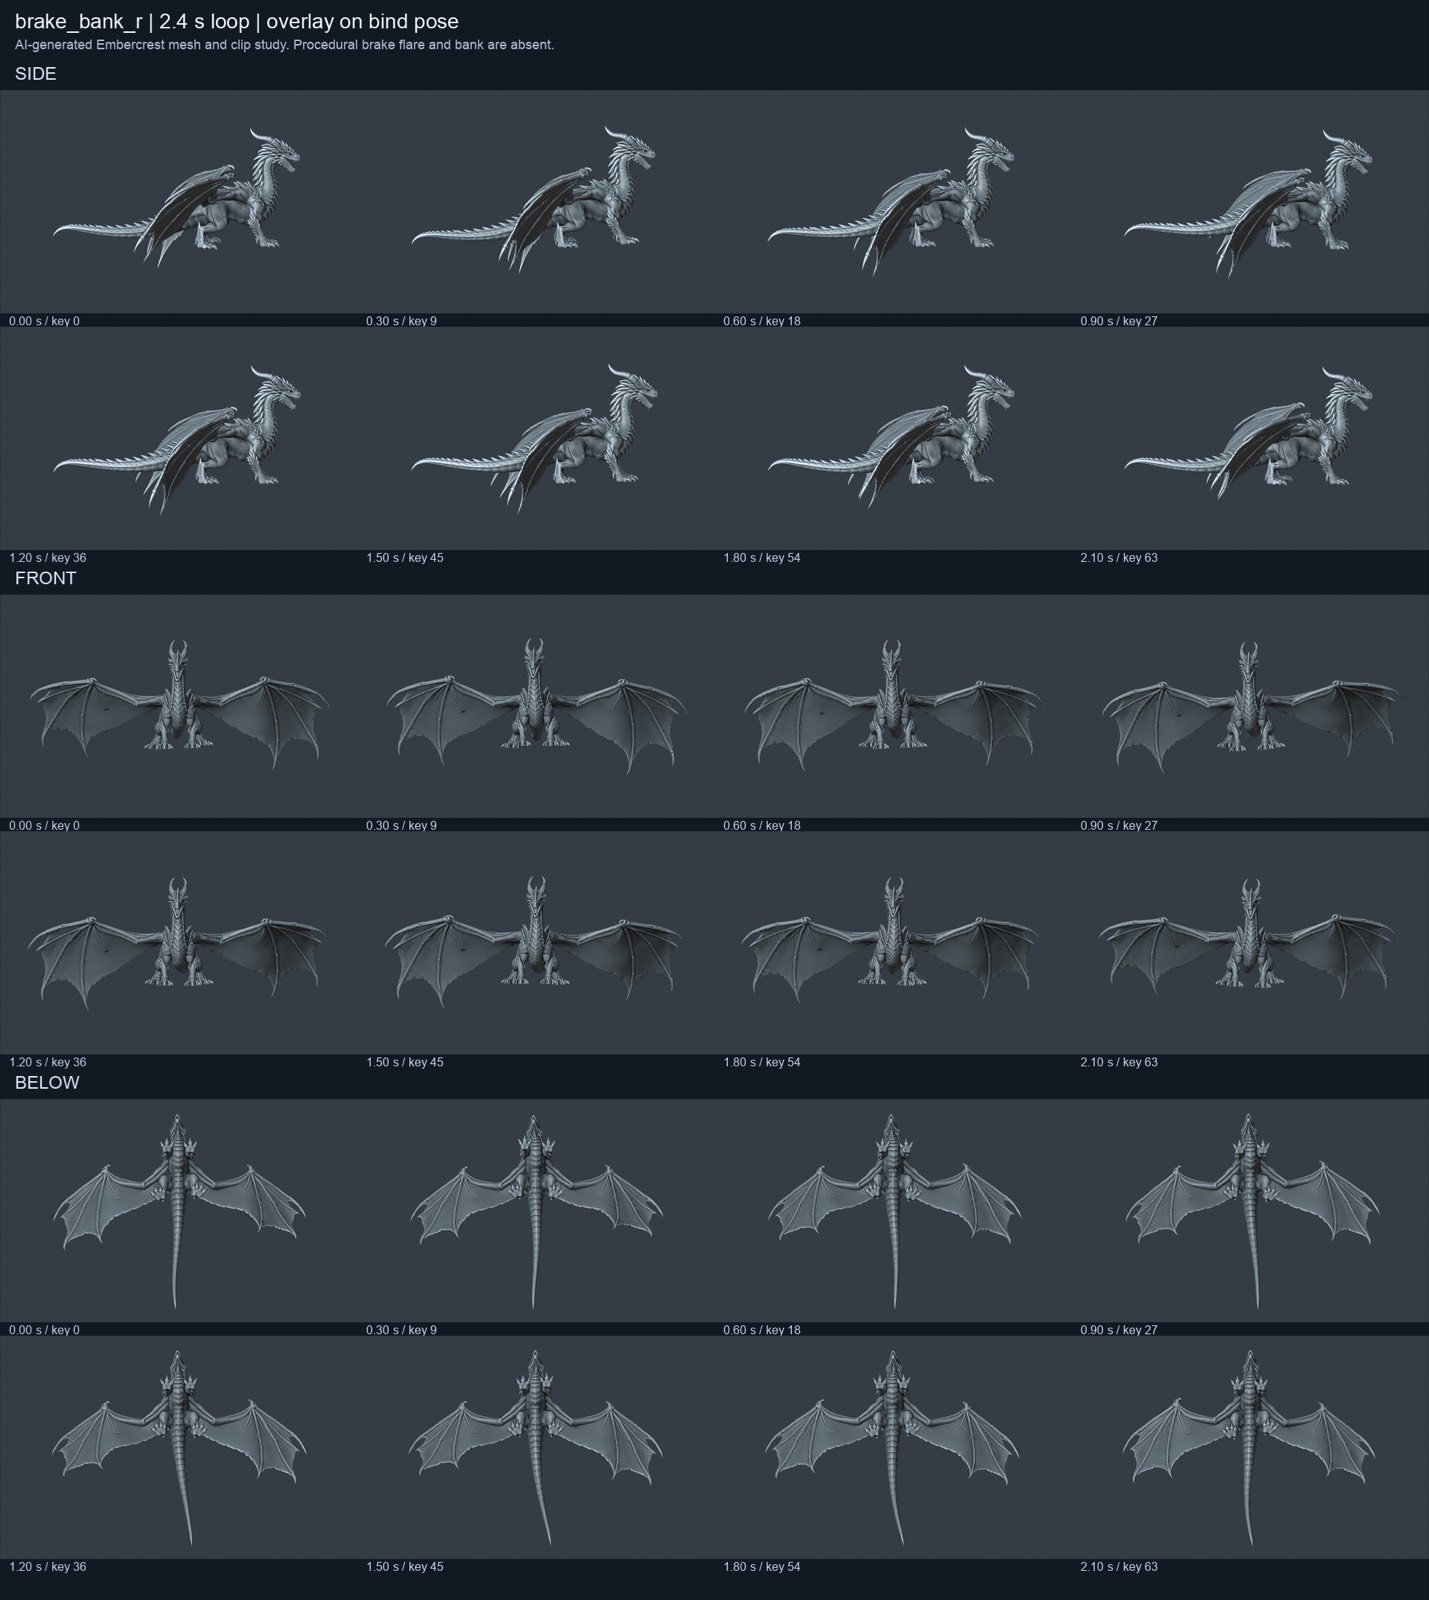 brake_bank_r | 2.4 s loop | overlay on bind pose
AI-generated Embercrest mesh and clip study. Procedural brake flare and bank are absent.
SIDE
0.00 s / key 0
0.30 s / key 9
0.60 s / key 18
0.90 s / key 27
1.20 s / key 36
1.50 s / key 45
1.80 s / key 54
2.10 s / key 63
FRONT
0.00 s / key 0
0.30 s / key 9
0.60 s / key 18
0.90 s / key 27
1.20 s / key 36
1.50 s / key 45
1.80 s / key 54
2.10 s / key 63
BELOW
0.00 s / key 0
0.30 s / key 9
0.60 s / key 18
0.90 s / key 27
1.20 s / key 36
1.50 s / key 45
1.80 s / key 54
2.10 s / key 63